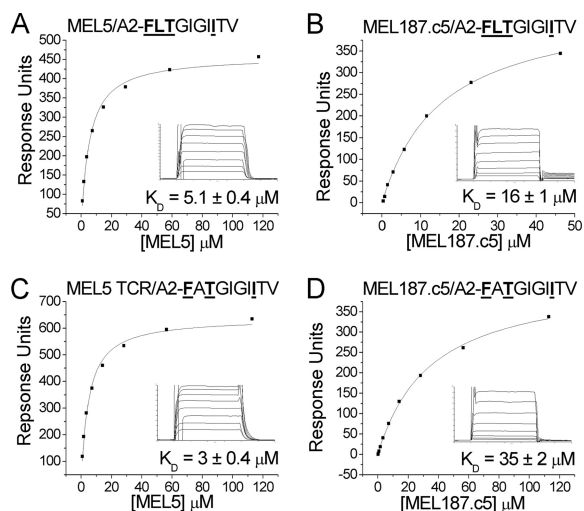 A MEL5/A2-FLTGIGIITV
Response Units
500
450
400
350
300
250
200
150
100
50
K_D = 5.1 ± 0.4 μM
0 20 40 60 80 100 120
[MEL5] μM
B MEL187.c5/A2-FLTGIGIITV
Response Units
350
300
250
200
150
100
50
0
K_D = 16 ± 1 μM
0 10 20 30 40 50
[MEL187.c5] μM
C MEL5 TCR/A2-FATGIGIITV
Repsonse Units
700
600
500
400
300
200
100
K_D = 3 ± 0.4 μM
0 20 40 60 80 100 120
[MEL5] μM
D MEL187.c5/A2-FATGIGIITV
Response Units
350
300
250
200
150
100
50
0
-50
K_D = 35 ± 2 μM
0 20 40 60 80 100 120
[MEL187.c5] μM